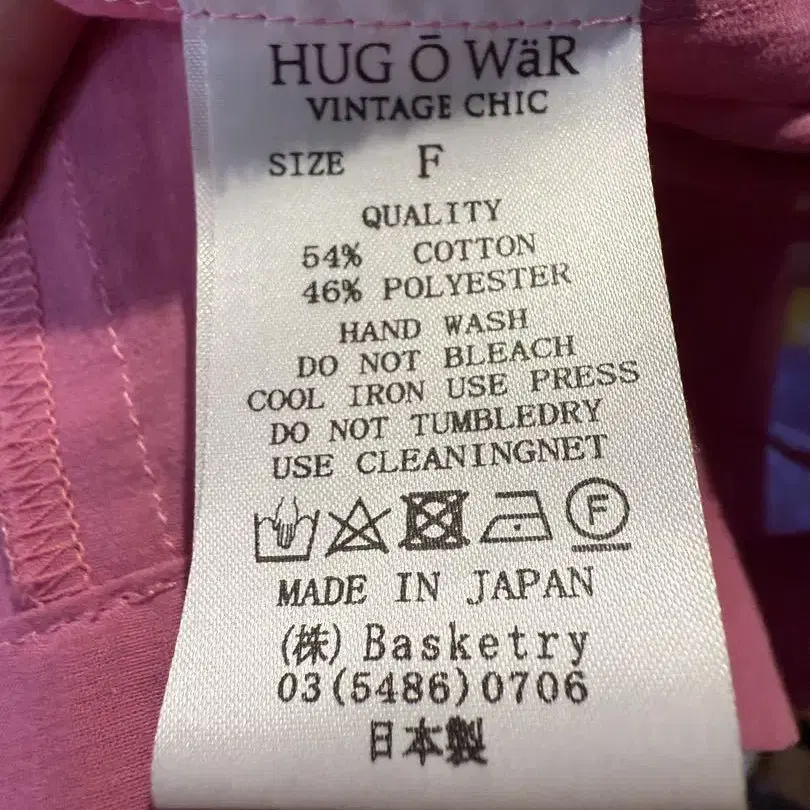 HUG Ō WäR
VINTAGE CHIC
SIZE F
QUALITY
54% COTTON
46% POLYESTER
HAND WASH
DO NOT BLEACH
COOL IRON USE PRESS
DO NOT TUMBLEDRY
USE CLEANINGNET
F
MADE IN JAPAN
(株) Basketry
03(5486)0706
日本製